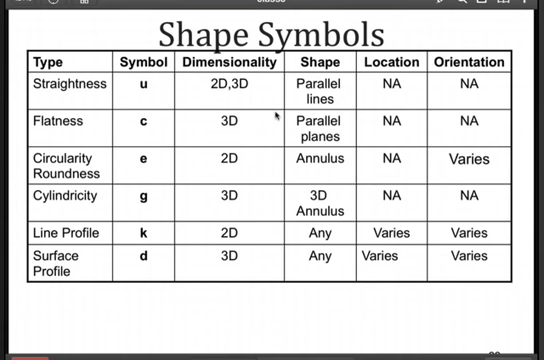 Shape Symbols
Type Symbol Dimensionality Shape Location Orientation
Straightness u 2D,3D Parallel lines NA NA
Flatness c 3D Parallel planes NA NA
Circularity Roundness e 2D Annulus NA Varies
Cylindricity g 3D 3D Annulus NA NA
Line Profile k 2D Any Varies Varies
Surface Profile d 3D Any Varies Varies